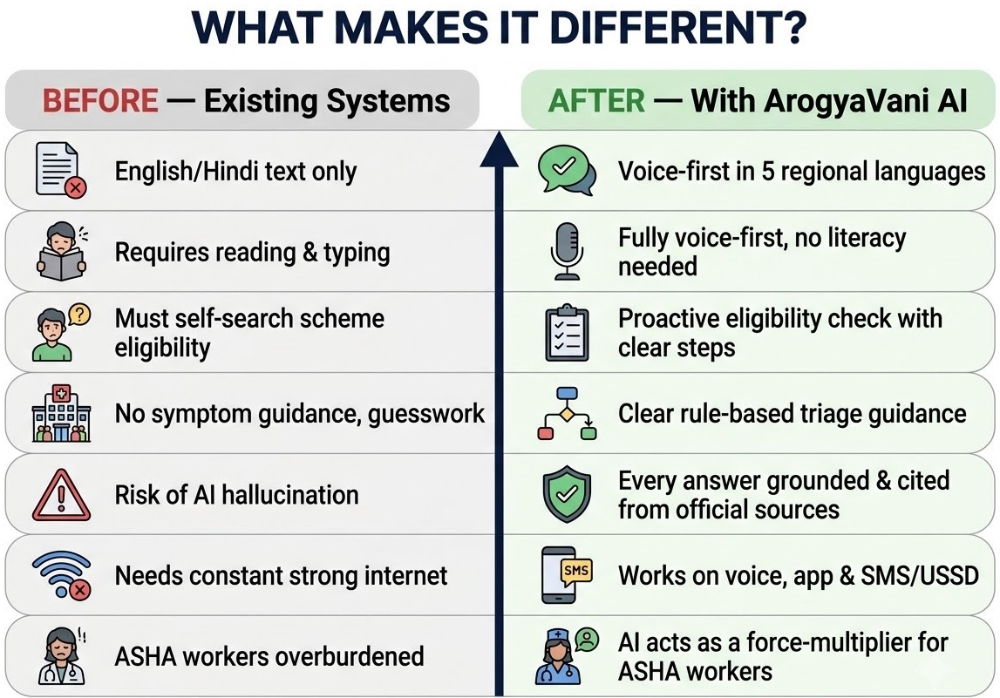 WHAT MAKES IT DIFFERENT?
BEFORE — Existing Systems
AFTER — With ArogyaVani AI
English/Hindi text only
Voice-first in 5 regional languages
Requires reading & typing
Fully voice-first, no literacy
needed
Must self-search scheme
eligibility
Proactive eligibility check with
clear steps
No symptom guidance, guesswork
Clear rule-based triage guidance
Risk of AI hallucination
Every answer grounded & cited
from official sources
Needs constant strong internet
SMS
Works on voice, app & SMS/USSD
ASHA workers overburdened
AI acts as a force-multiplier for
ASHA workers